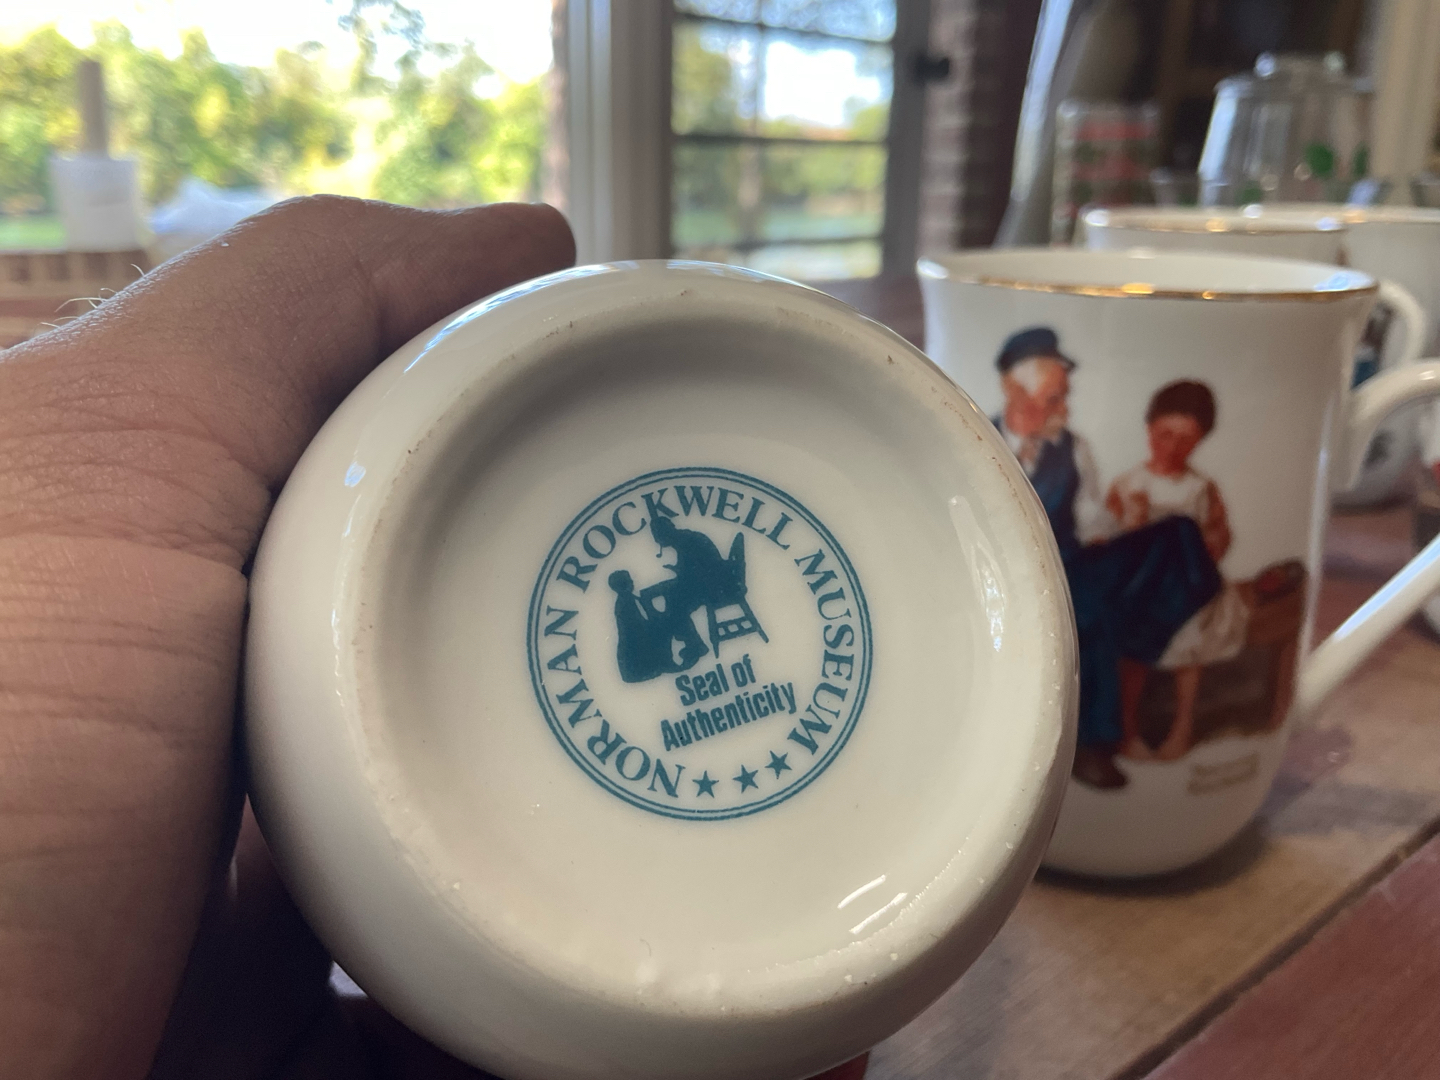 NORMAN ROCKWELL MUSEUM
Seal of
Authenticity